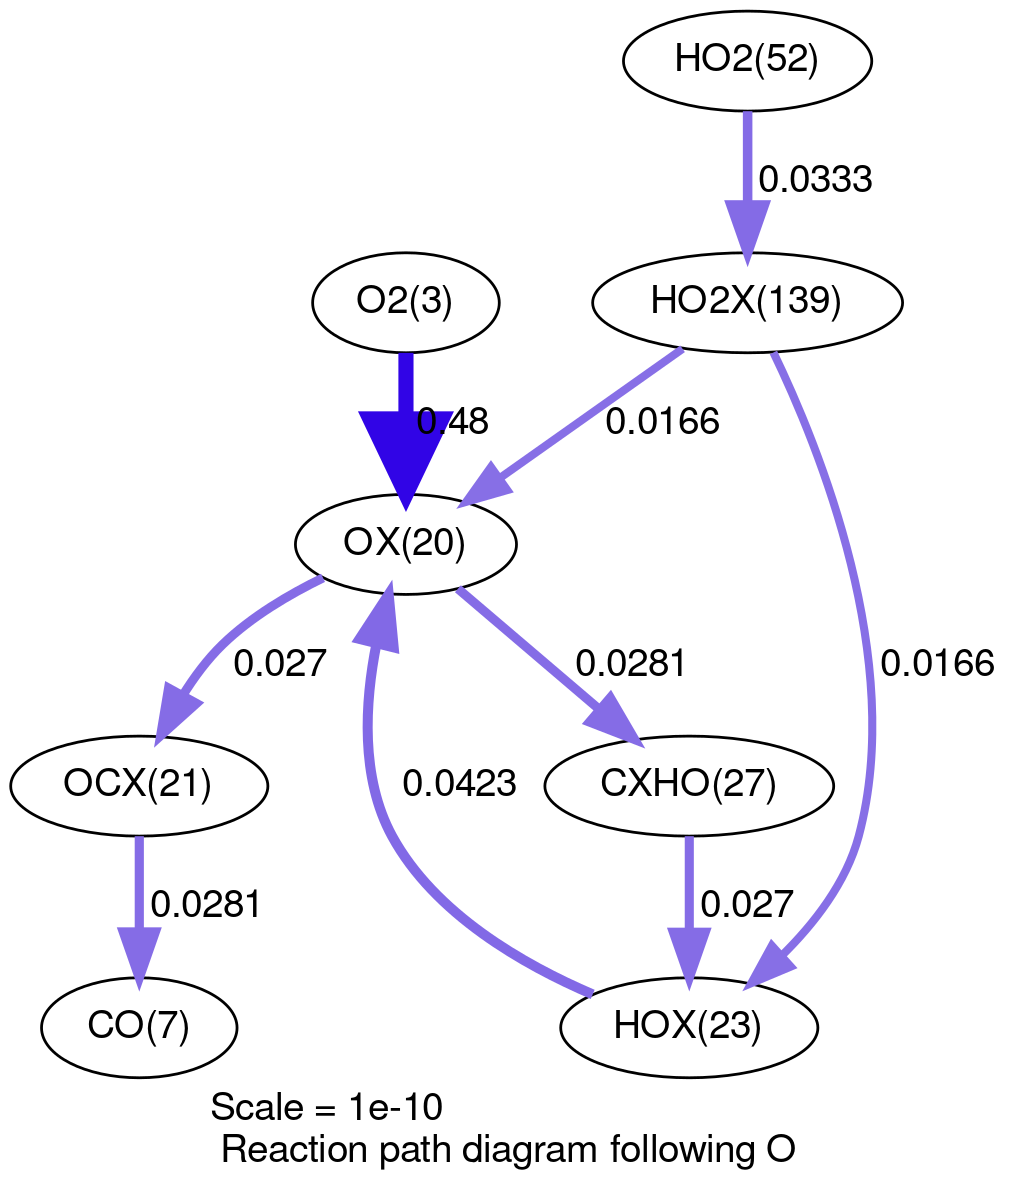 HO2(52)
0.0333
O2(3)
HO2X(139)
0.48
0.0166
OX(20)
0.027
0.0281
0.0166
OCX(21)
0.0423
CXHO(27)
0.0281
0.027
CO(7)
HOX(23)
Scale = 1e-10
Reaction path diagram following O